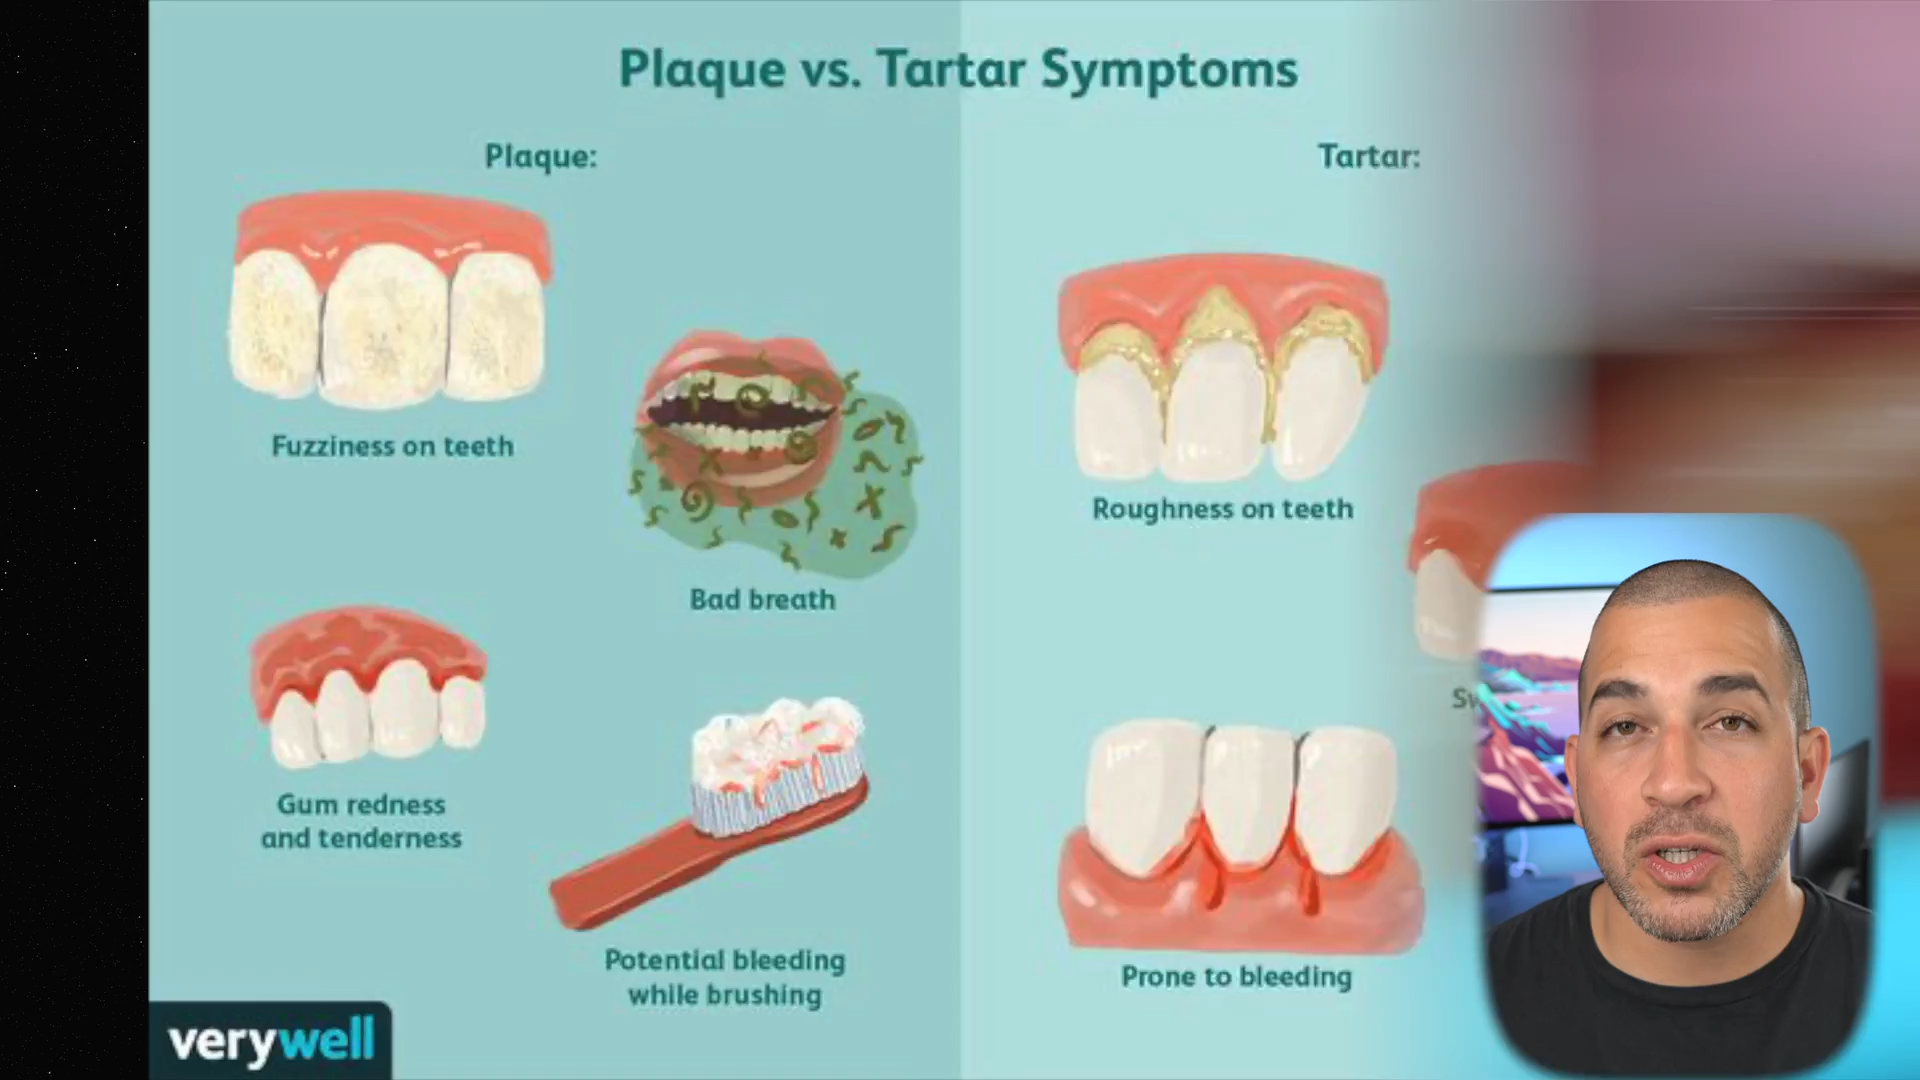 Plaque vs. Tartar Symptoms
Plaque:
Fuzziness on teeth
Bad breath
Gum redness
and tenderness
Potential bleeding
while brushing
Tartar:
Roughness on teeth
Prone to bleeding
verywell